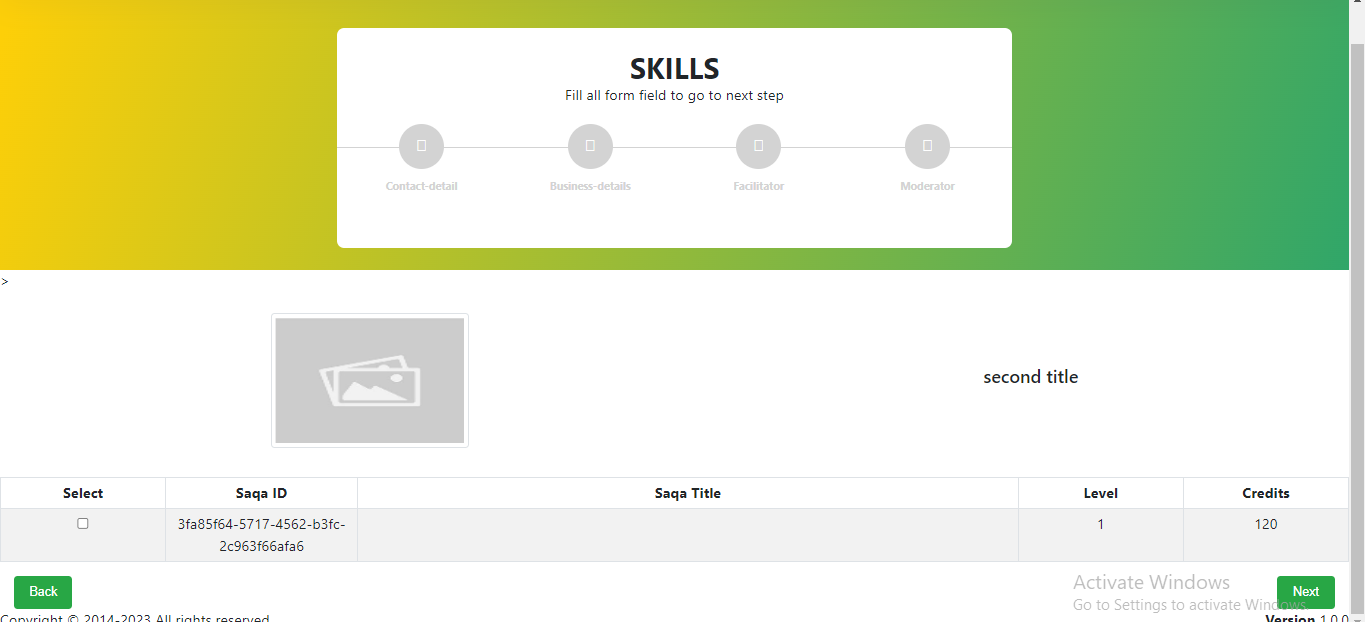 SKILLS
Fill all form field to go to next step
Contact-detail Business-details Facilitator Moderator
>
second title
Select Saqa ID Saqa Title Level Credits
3fa85f64-5717-4562-b3fc- 1 120
2c963f66afa6
Activate Windows
Back Next
Go to Settings to activate Windows.
Copyright © 2014-2023 All rights reserved. Version 1.0.0